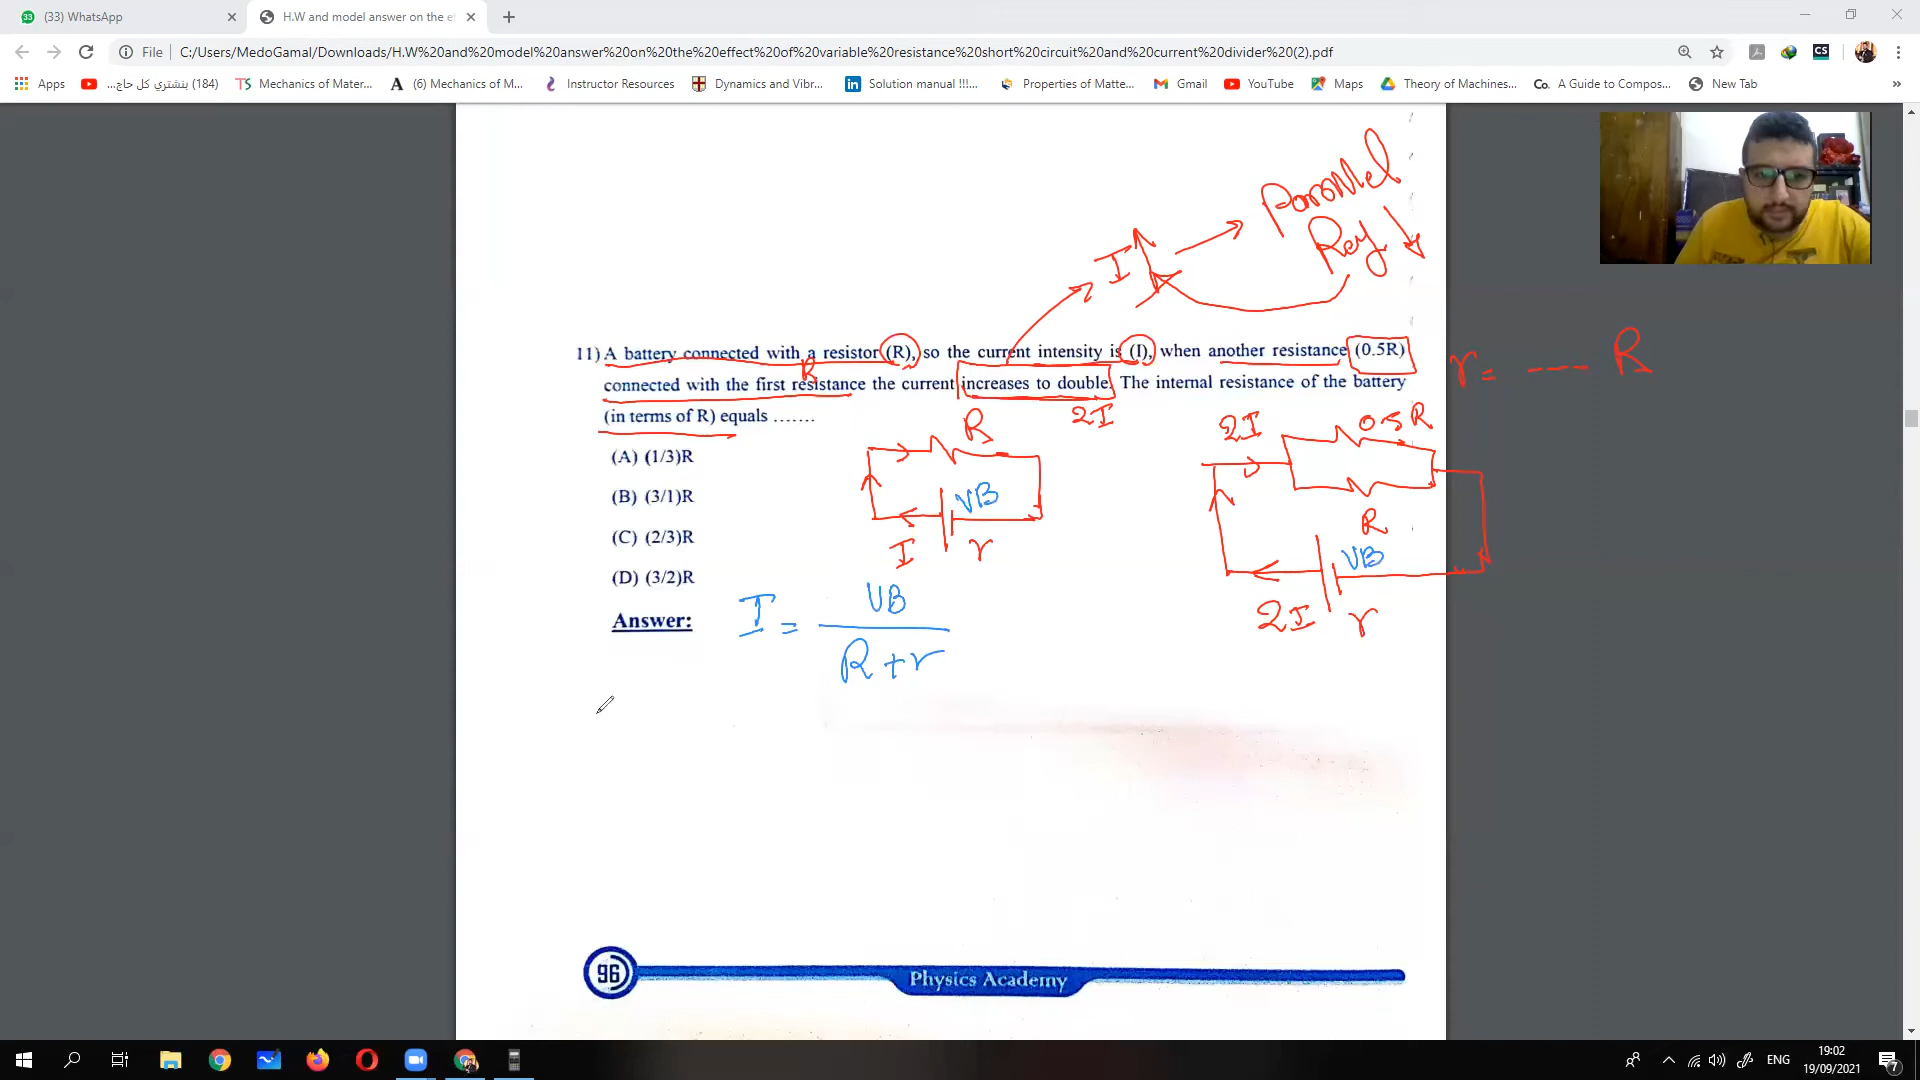 (33) WhatsApp
H.W and model answer on the ef
File
C:/Users/MedoGamal/Downloads/H.W%20and%20model%20answer%20on%20the%20effect%20of%20variable%20resistance%20short%20circuit%20and%20current%20divider%20(2).pdf
Apps
(184) بنشتري كل حاج...
Mechanics of Mater...
(6) Mechanics of M...
Instructor Resources
Dynamics and Vibr...
Solution manual !!!...
Properties of Matte...
Gmail
YouTube
Maps
Theory of Machines...
A Guide to Compos...
New Tab
Parallel
Req ↓
I
11) A battery connected with a resistor (R), so the current intensity is (I), when another resistance (0.5R)
connected with the first resistance the current increases to double. The internal resistance of the battery
(in terms of R) equals .......
R
2I
r = ---- R
(A) (1/3)R
(B) (3/1)R
(C) (2/3)R
(D) (3/2)R
R
VB
I r
2I 0.5R
R
VB
2I r
Answer:
I = VB
R + r
96
Physics Academy
ENG
19:02
19/09/2021
7